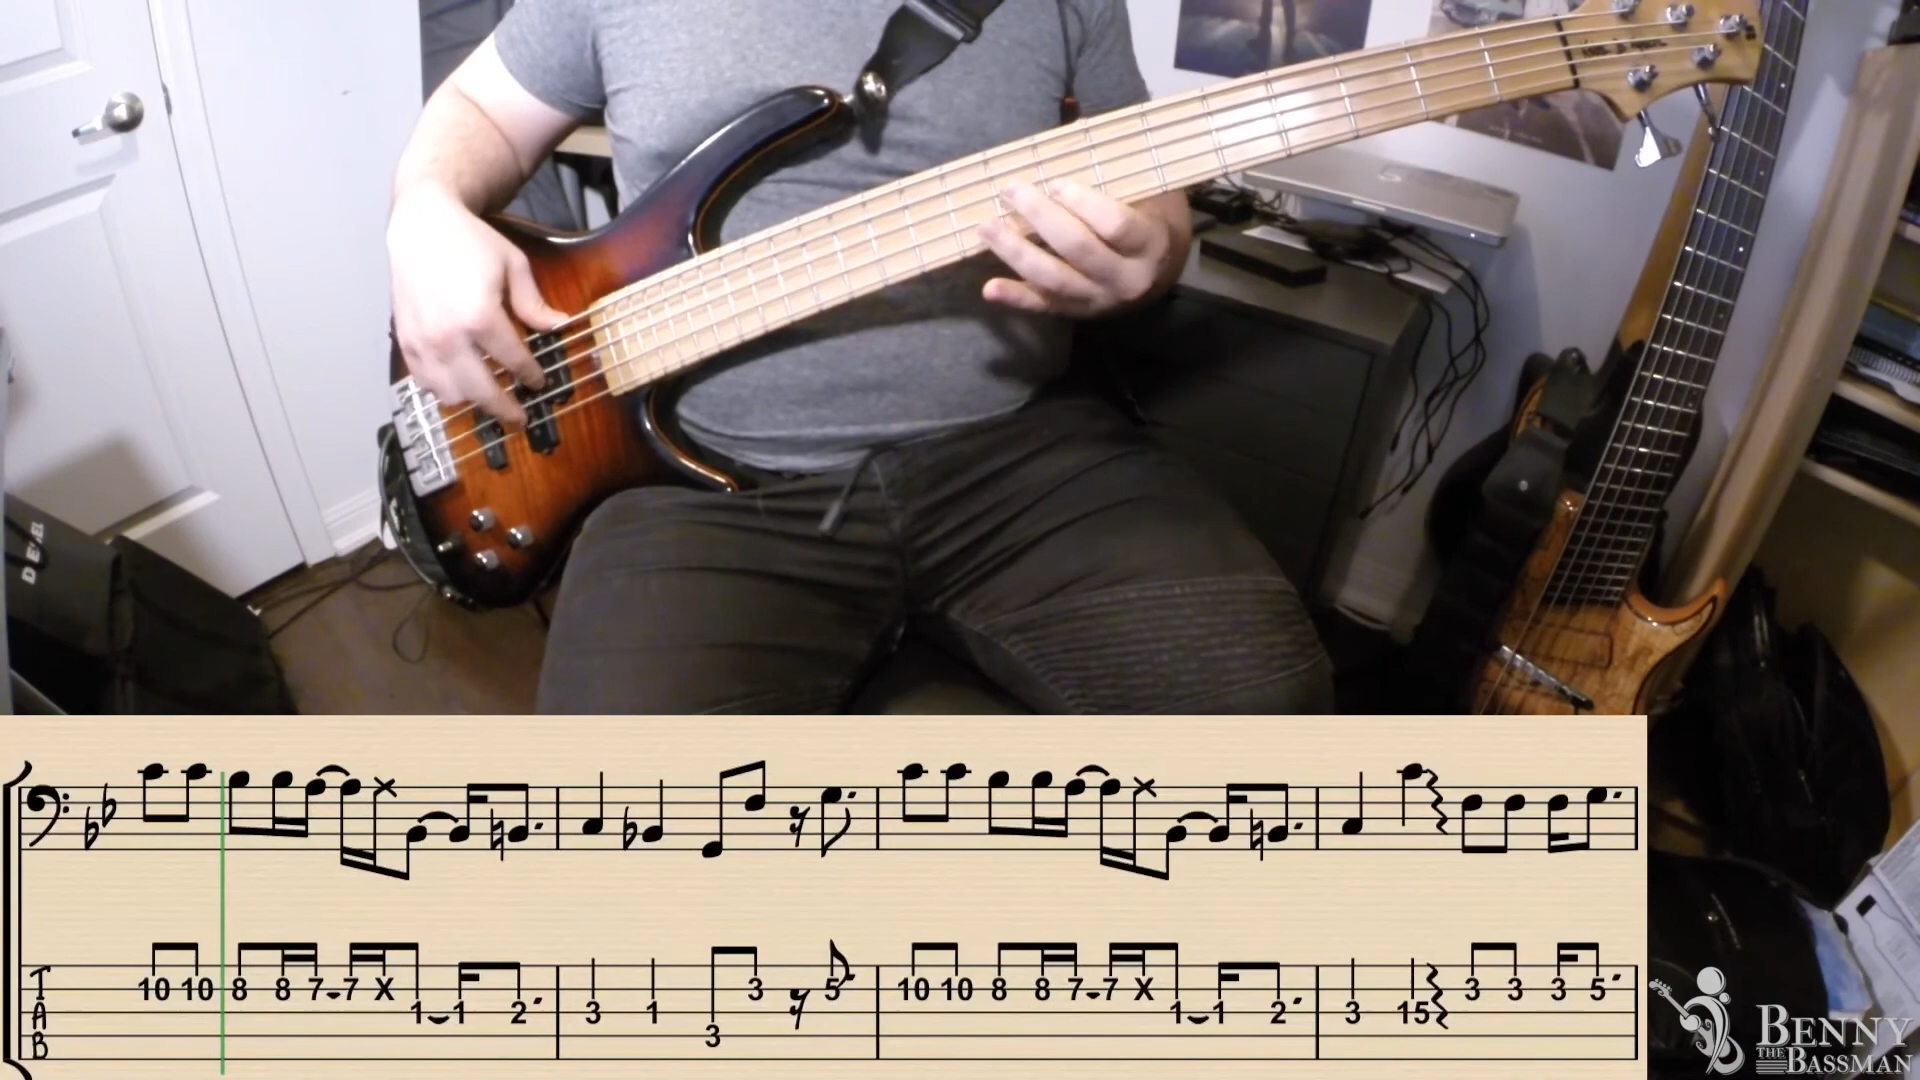 10 10 8 8 7 7 X 1 1 2. 3 1 3 3 5. 10 10 8 8 7 7 X 1 1 2. 3 15 3 3 3 5.
T
A
B
BENNY
THE BASSMAN